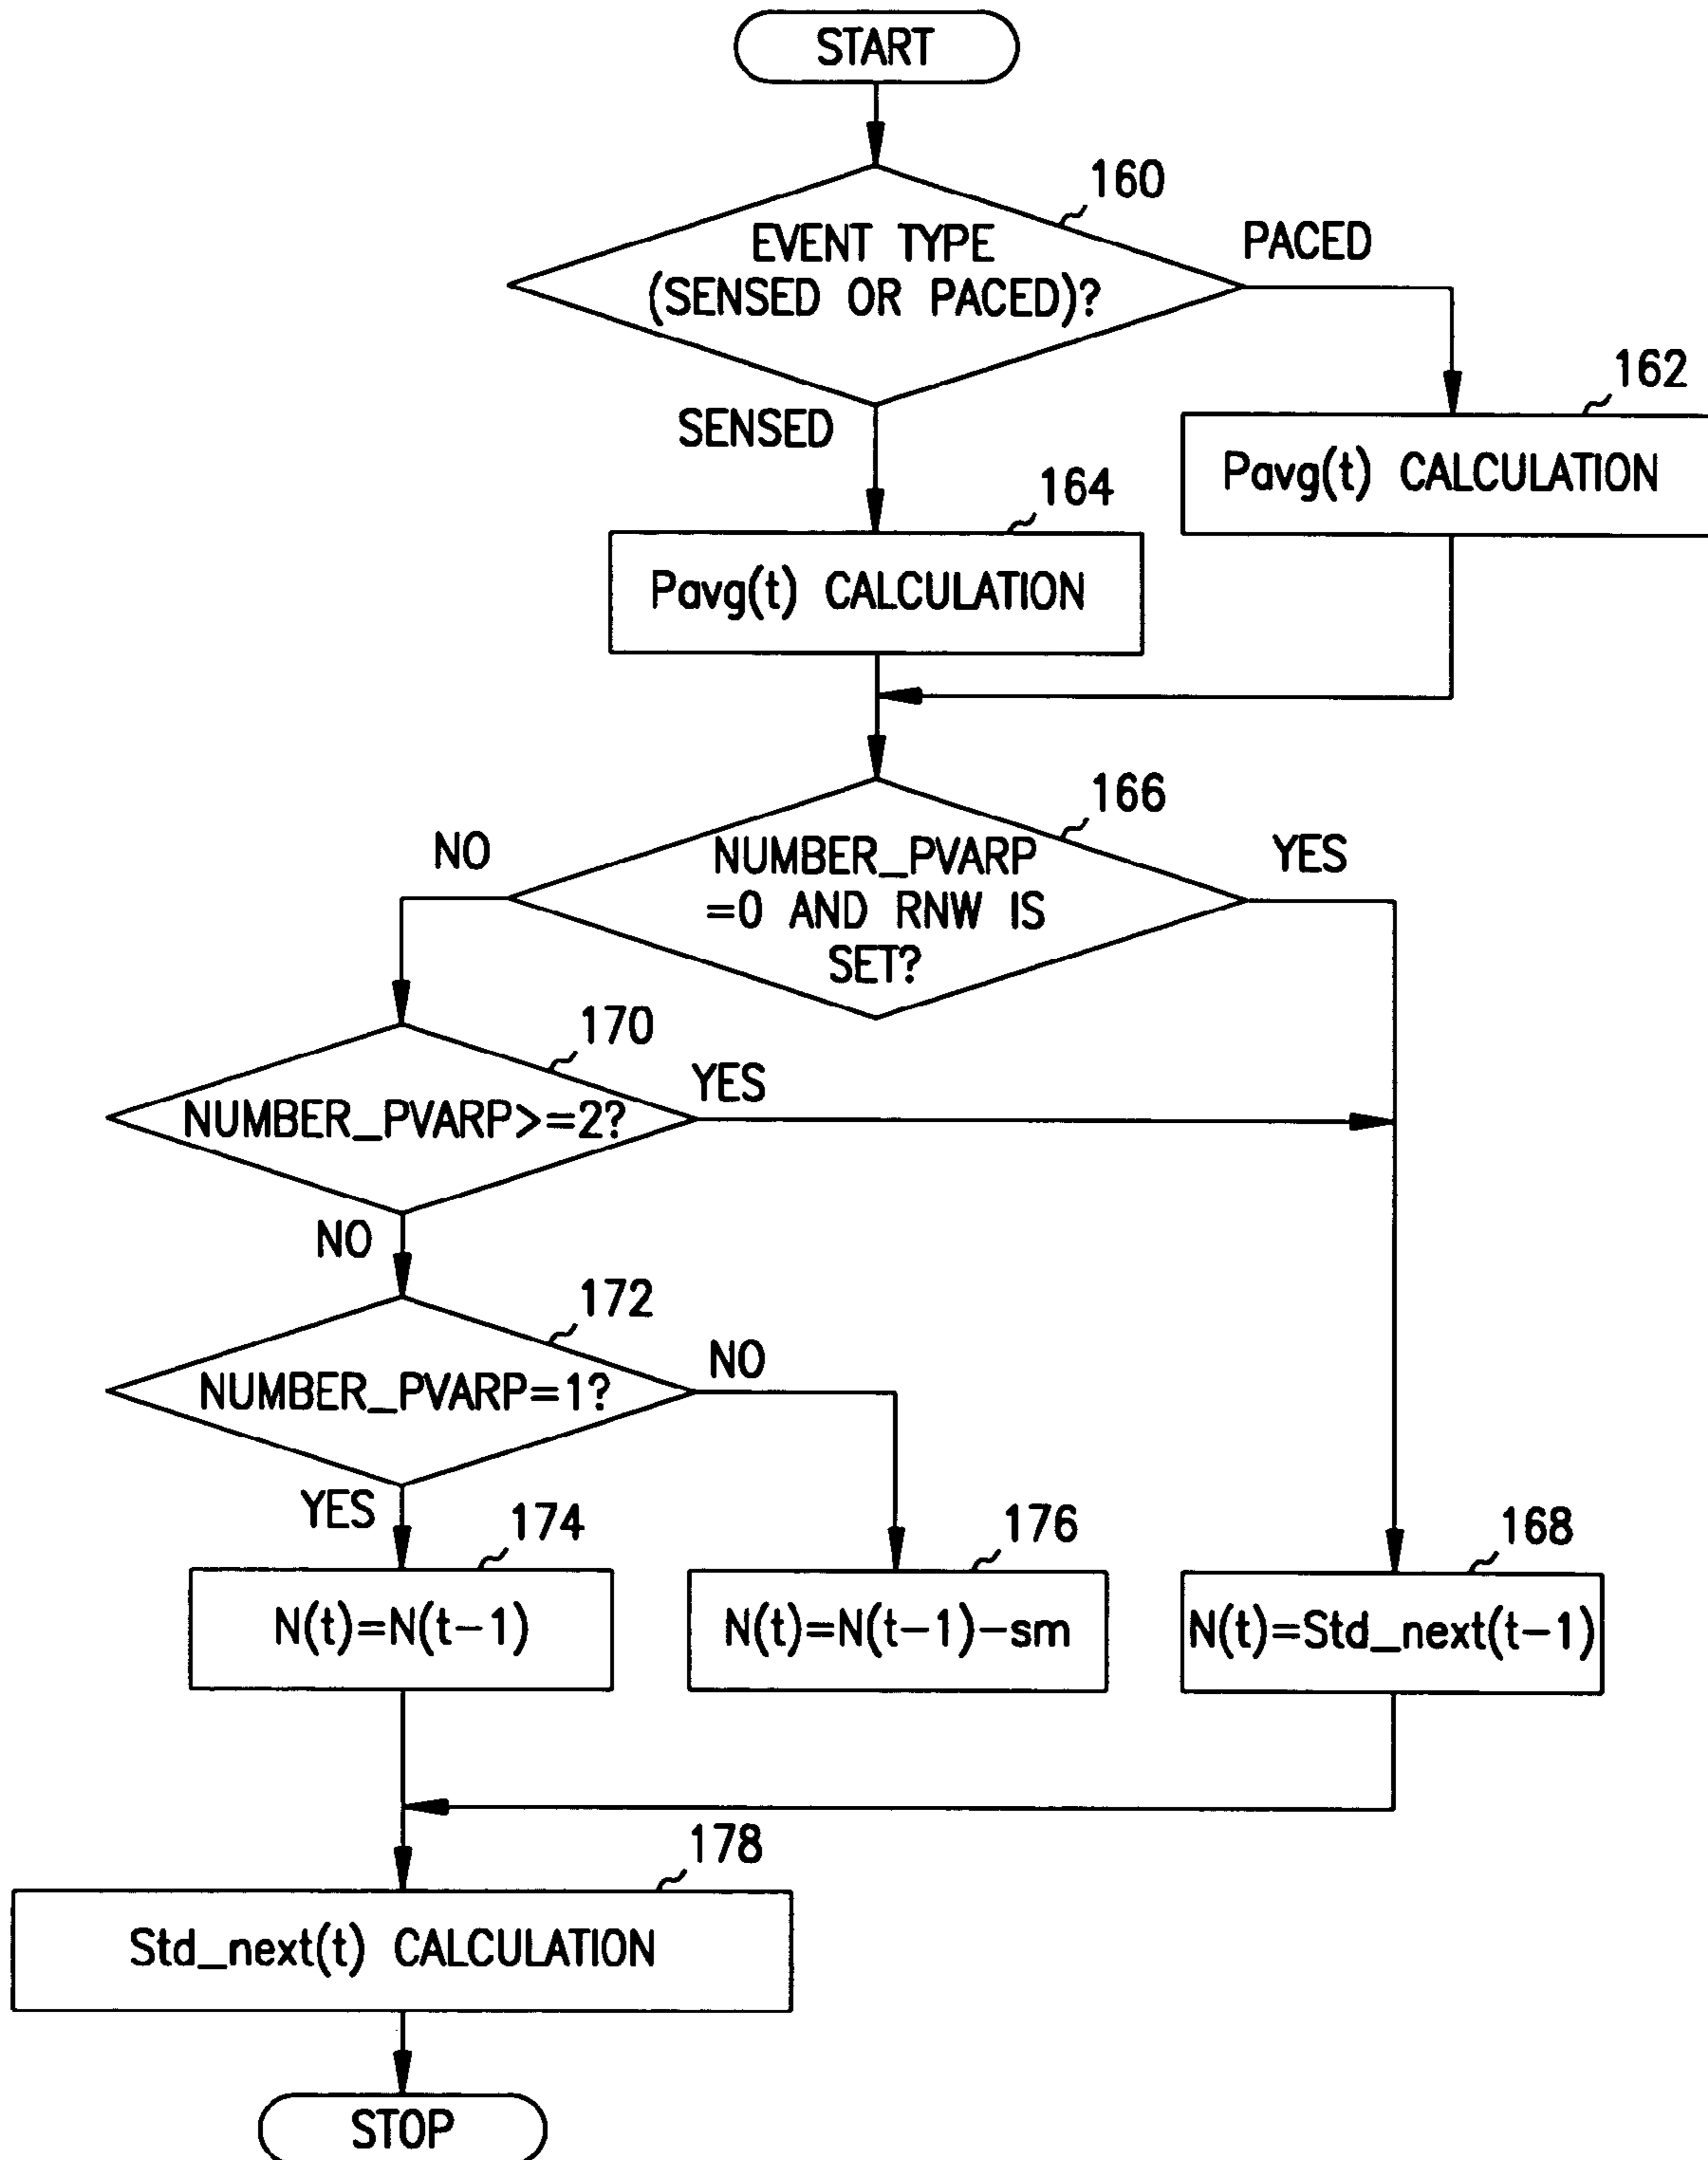 START
160
EVENT TYPE
(SENSED OR PACED)?
PACED
SENSED
162
Pavg(t) CALCULATION
164
Pavg(t) CALCULATION
166
NO
NUMBER_PVARP
=0 AND RNW IS
SET?
YES
170
NUMBER_PVARP>=2?
YES
NO
172
NUMBER_PVARP=1?
NO
YES
174
N(t)=N(t-1)
176
N(t)=N(t-1)-sm
168
N(t)=Std_next(t-1)
178
Std_next(t) CALCULATION
STOP